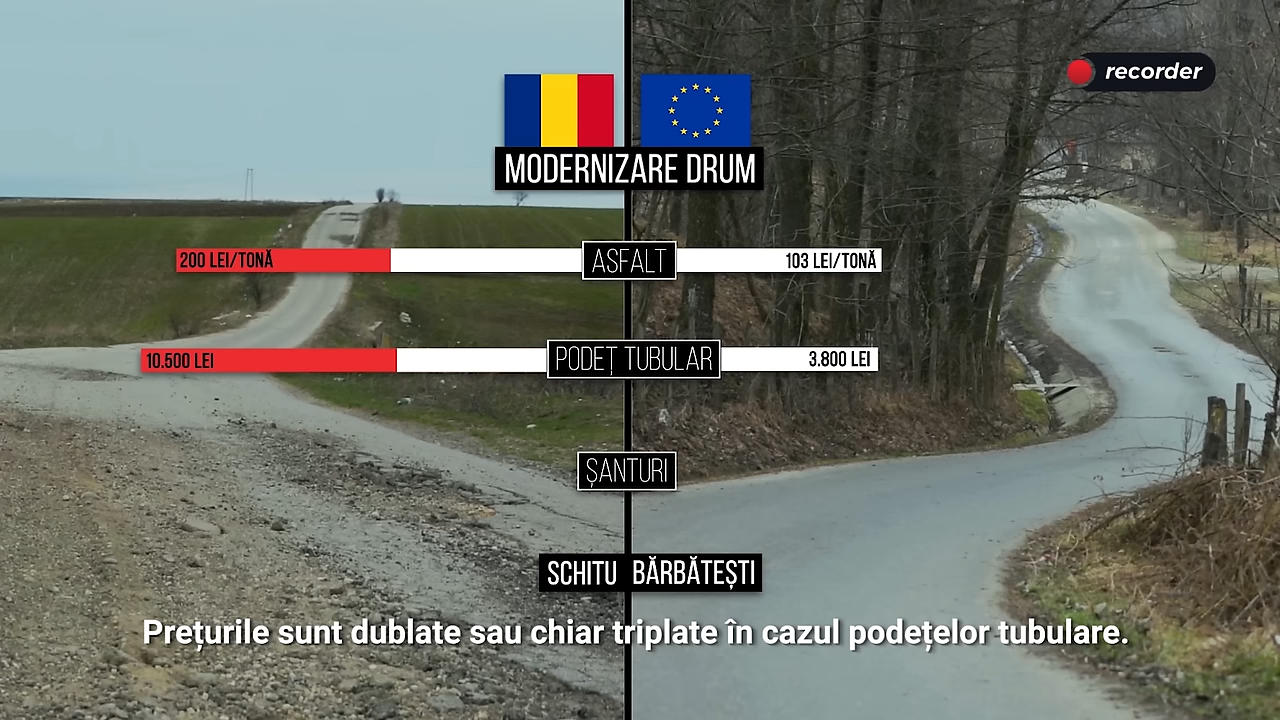 recorder
MODERNIZARE DRUM
200 LEI/TONĂ ASFALT 103 LEI/TONĂ
10.500 LEI PODEȚ TUBULAR 3.800 LEI
ȘANTURI
SCHITU BĂRBĂTEȘTI
Prețurile sunt dublate sau chiar triplate în cazul podețelor tubulare.